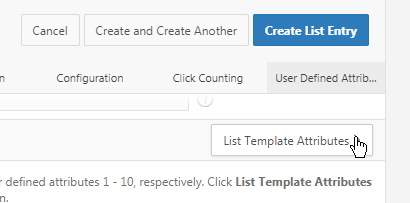 Cancel Create and Create Another Create List Entry
Configuration Click Counting User Defined Attrib...
List Template Attributes
defined attributes 1 - 10, respectively. Click List Template Attributes